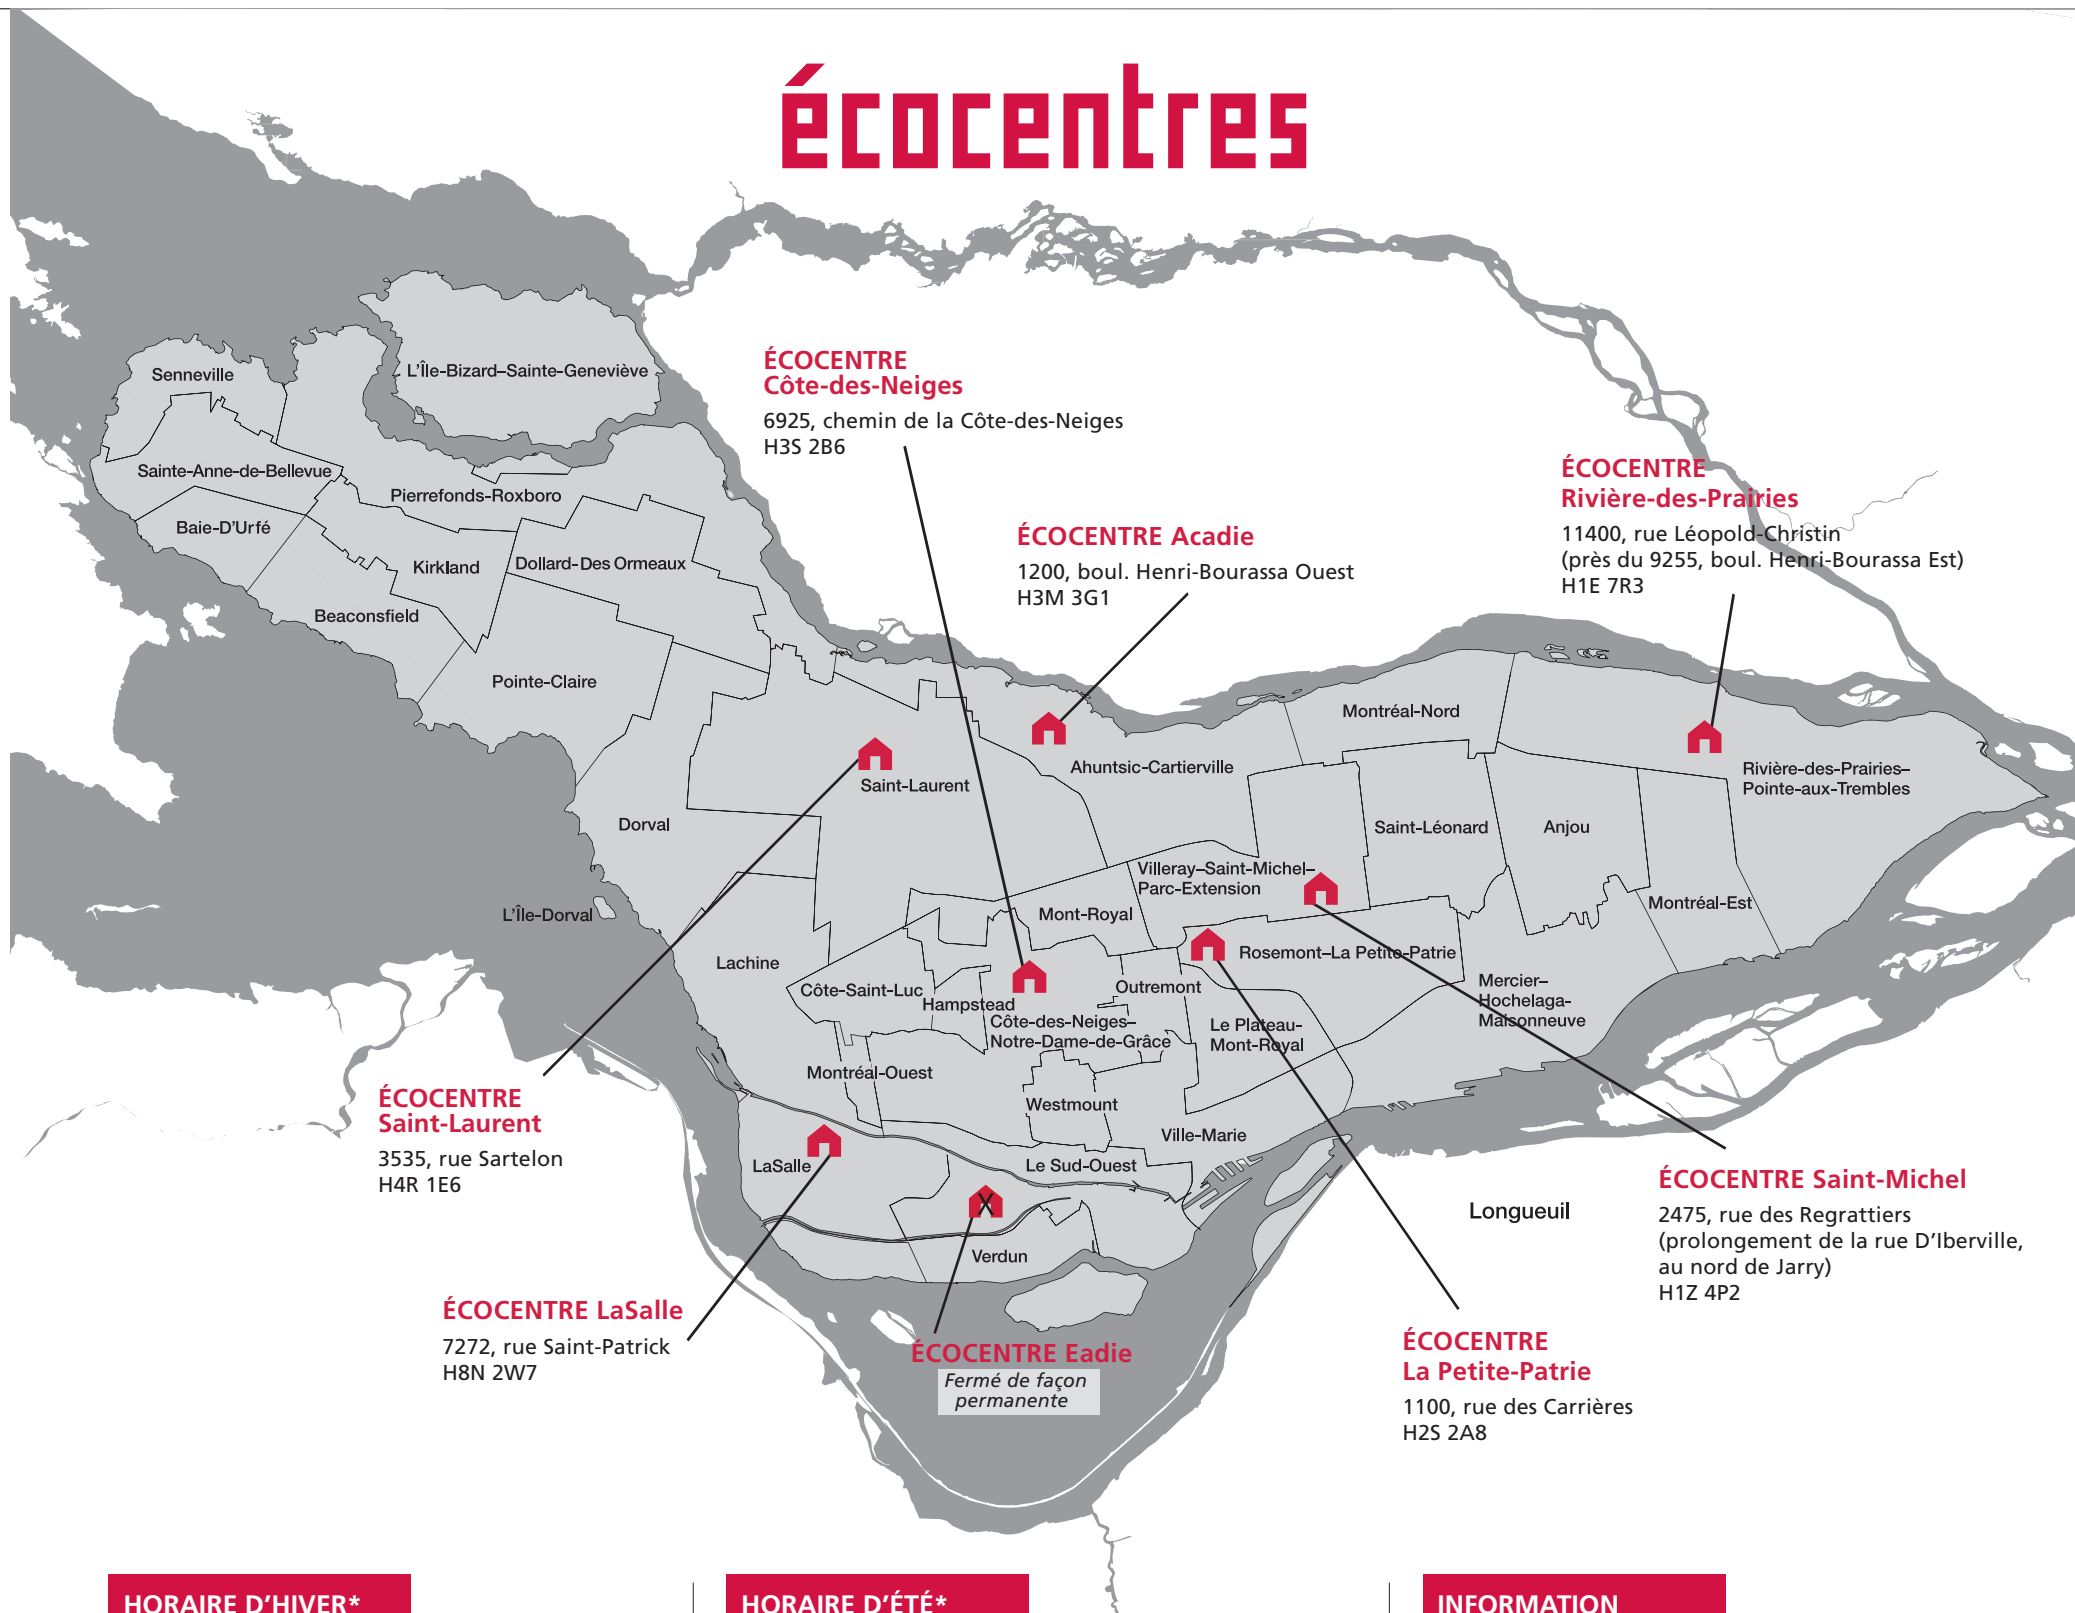 écocentres
L'Île-Bizard–Sainte-Geneviève
Senneville
Sainte-Anne-de-Bellevue
Pierrefonds-Roxboro
Baie-D'Urfé
Kirkland
Dollard-Des Ormeaux
Beaconsfield
Pointe-Claire
ÉCOCENTRE
Côte-des-Neiges
6925, chemin de la Côte-des-Neiges
H3S 2B6
ÉCOCENTRE Acadie
1200, boul. Henri-Bourassa Ouest
H3M 3G1
ÉCOCENTRE
Rivière-des-Prairies
11400, rue Léopold-Christin
(près du 9255, boul. Henri-Bourassa Est)
H1E 7R3
Montréal-Nord
Ahuntsic-Cartierville
Rivière-des-Prairies–
Pointe-aux-Trembles
Saint-Laurent
Dorval
Saint-Léonard
Anjou
Villeray–Saint-Michel–
Parc-Extension
Montréal-Est
L'Île-Dorval
Mont-Royal
Rosemont–La Petite-Patrie
Lachine
Côte-Saint-Luc
Hampstead
Outremont
Mercier–
Hochelaga-
Maisonneuve
Côte-des-Neiges–
Notre-Dame-de-Grâce
Le Plateau-
Mont-Royal
Montréal-Ouest
Westmount
Ville-Marie
LaSalle
Le Sud-Ouest
Verdun
Longueuil
ÉCOCENTRE
Saint-Laurent
3535, rue Sartelon
H4R 1E6
ÉCOCENTRE Saint-Michel
2475, rue des Regrattiers
(prolongement de la rue D'Iberville,
au nord de Jarry)
H1Z 4P2
ÉCOCENTRE LaSalle
7272, rue Saint-Patrick
H8N 2W7
ÉCOCENTRE Eadie
Fermé de façon
permanente
ÉCOCENTRE
La Petite-Patrie
1100, rue des Carrières
H2S 2A8
HORAIRE D'HIVER*
HORAIRE D'ÉTÉ*
INFORMATION